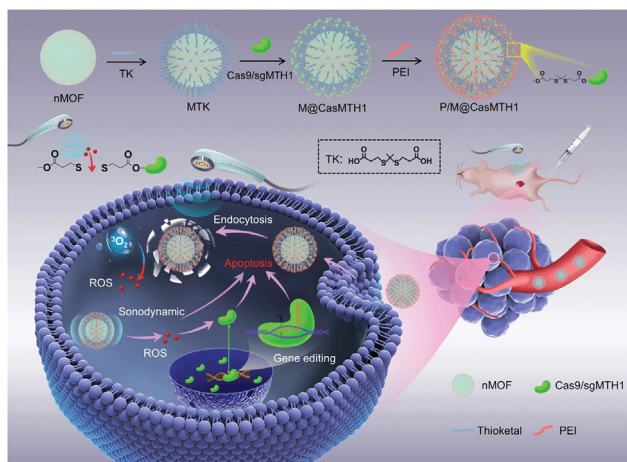 nMOF
TK
MTK
Cas9/sgMTH1
M@CasMTH1
PEI
P/M@CasMTH1
O
O
S
S
O
O
O
S
S
O
O
TK:
HO
O
S
S
O
OH
³O₂
Endocytosis
ROS
Apoptosis
Sonodynamic
ROS
Gene editing
nMOF
Cas9/sgMTH1
Thioketal
PEI